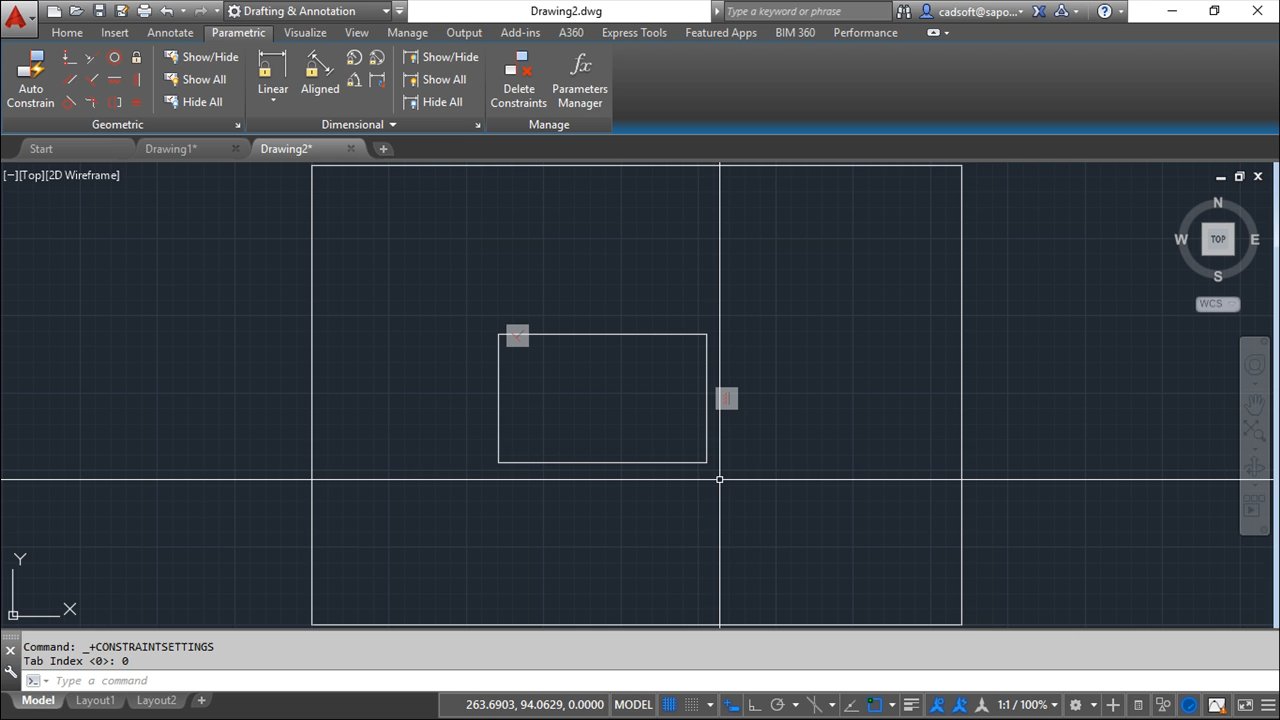 Drafting & Annotation
Drawing2.dwg
Type a keyword or phrase
cadsoft@sapo...
Home Insert Annotate Parametric Visualize View Manage Output Add-ins A360 Express Tools Featured Apps BIM 360 Performance
Auto
Constrain
Show/Hide
Show All
Hide All
Linear
Aligned
Show/Hide
Show All
Hide All
Delete
Constraints
fx
Parameters
Manager
Geometric
Dimensional
Manage
Start Drawing1* Drawing2*
[−][Top][2D Wireframe]
N
W TOP E
S
WCS
Y
X
Command: _+CONSTRAINTSETTINGS
Tab Index <0>: 0
Type a command
Model Layout1 Layout2
263.6903, 94.0629, 0.0000 MODEL
1:1 / 100%